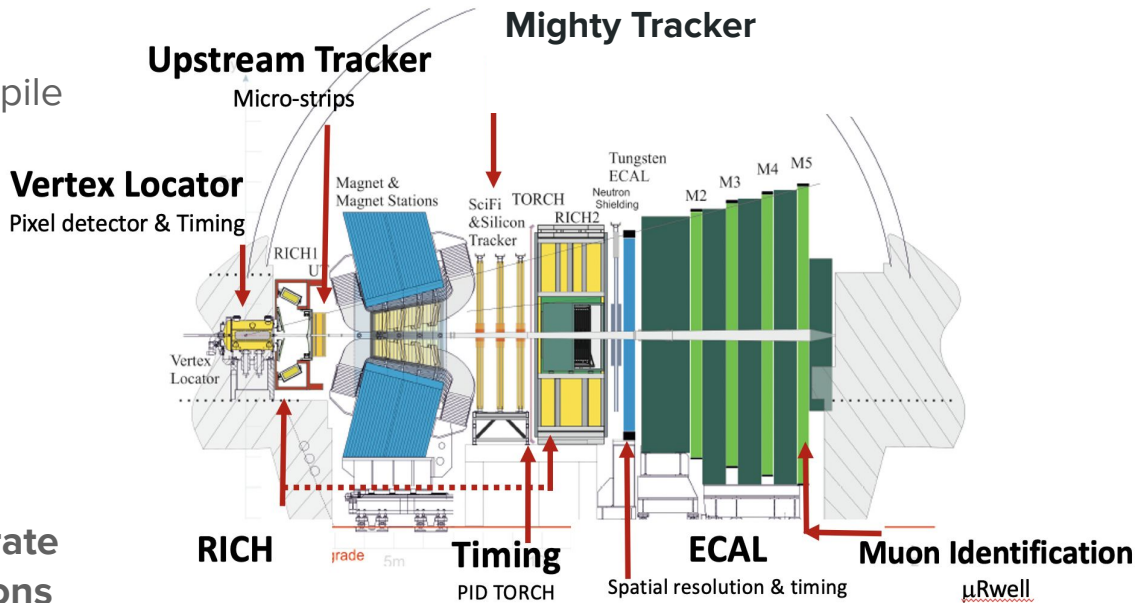 Mighty Tracker
Upstream Tracker
Micro-strips
pile
Vertex Locator
Pixel detector & Timing
RICH1
U
Magnet &
Magnet Stations
SciFi
&Silicon
Tracker
TORCH
RICH2
Tungsten
ECAL
Neutron
Shielding
M2
M3
M4
M5
Vertex
Locator
rate
ons
RICH
grade
5m
Timing
PID TORCH
ECAL
Spatial resolution & timing
Muon Identification
µRwell